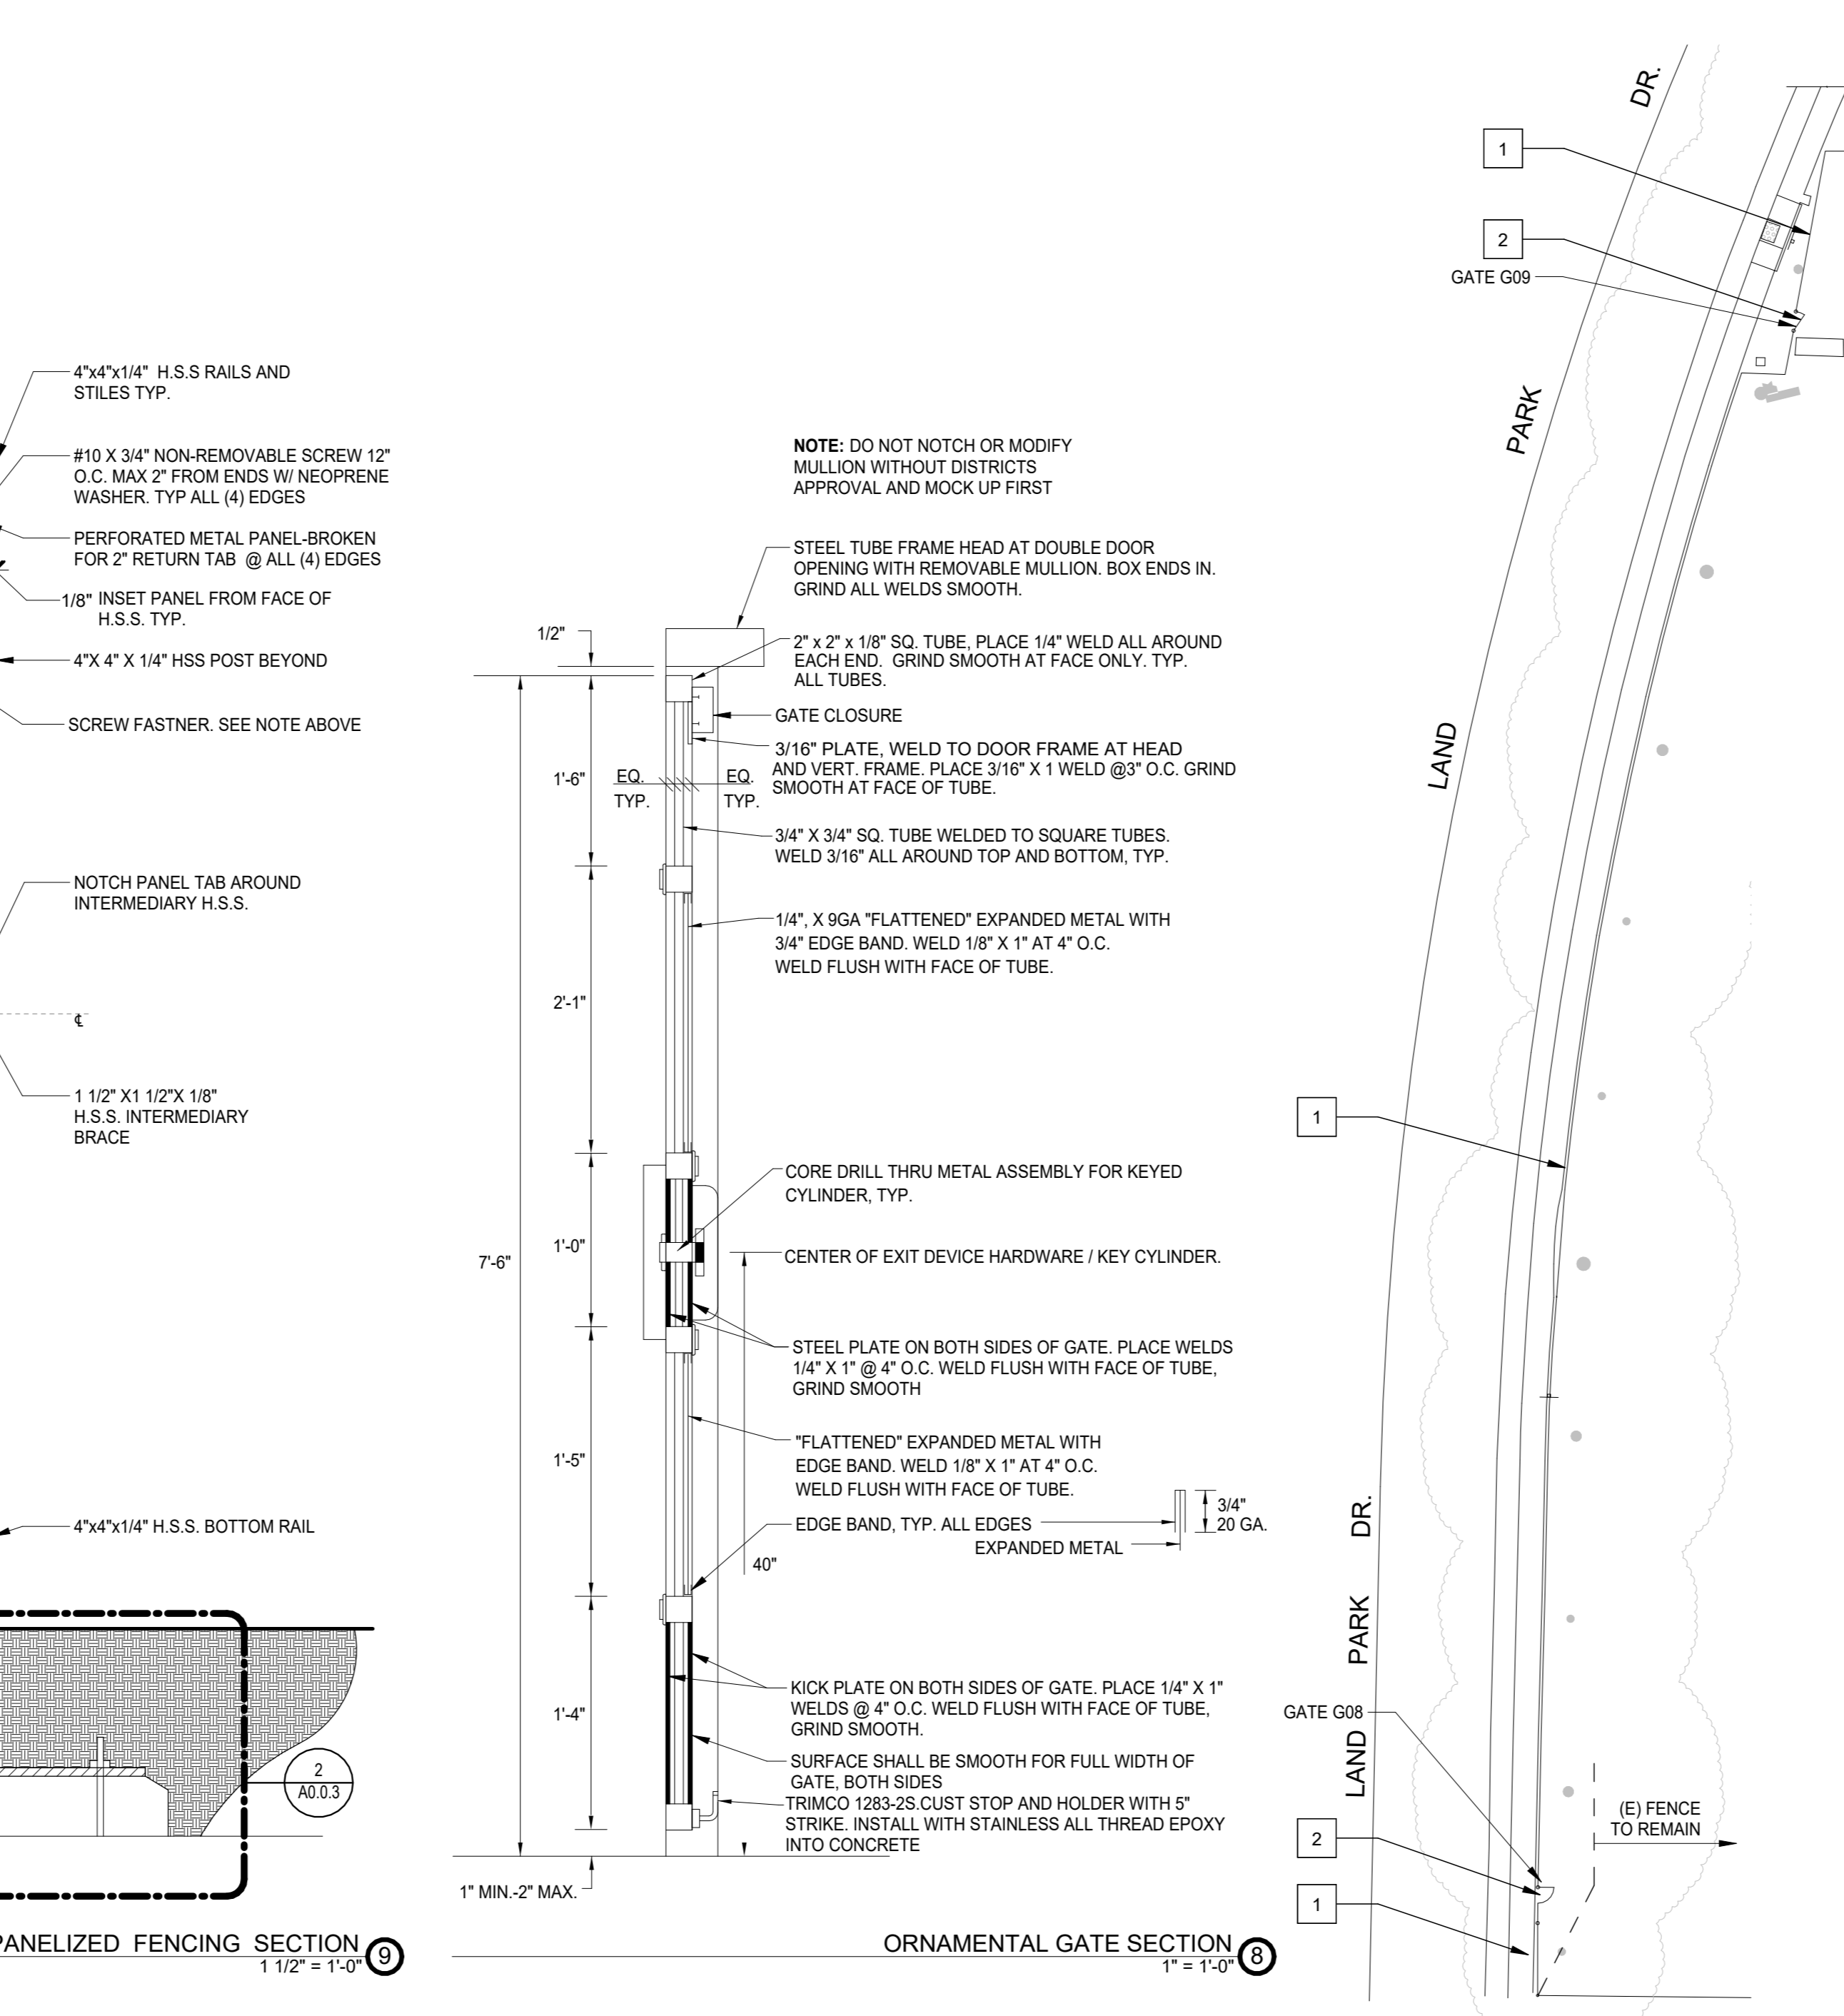 4"x4"x1/4" H.S.S RAILS AND
STILES TYP.
#10 X 3/4" NON-REMOVABLE SCREW 12"
O.C. MAX 2" FROM ENDS W/ NEOPRENE
WASHER. TYP ALL (4) EDGES
PERFORATED METAL PANEL-BROKEN
FOR 2" RETURN TAB @ ALL (4) EDGES
1/8" INSET PANEL FROM FACE OF
H.S.S. TYP.
4"X 4" X 1/4" HSS POST BEYOND
SCREW FASTNER. SEE NOTE ABOVE
NOTCH PANEL TAB AROUND
INTERMEDIARY H.S.S.
℄
1 1/2" X1 1/2"X 1/8"
H.S.S. INTERMEDIARY
BRACE
4"x4"x1/4" H.S.S. BOTTOM RAIL
2
A0.0.3
PANELIZED FENCING SECTION
1 1/2" = 1'-0"
9
NOTE: DO NOT NOTCH OR MODIFY
MULLION WITHOUT DISTRICTS
APPROVAL AND MOCK UP FIRST
STEEL TUBE FRAME HEAD AT DOUBLE DOOR
OPENING WITH REMOVABLE MULLION. BOX ENDS IN.
GRIND ALL WELDS SMOOTH.
2" x 2" x 1/8" SQ. TUBE, PLACE 1/4" WELD ALL AROUND
EACH END. GRIND SMOOTH AT FACE ONLY. TYP.
ALL TUBES.
GATE CLOSURE
3/16" PLATE, WELD TO DOOR FRAME AT HEAD
AND VERT. FRAME. PLACE 3/16" X 1 WELD @3" O.C. GRIND
SMOOTH AT FACE OF TUBE.
3/4" X 3/4" SQ. TUBE WELDED TO SQUARE TUBES.
WELD 3/16" ALL AROUND TOP AND BOTTOM, TYP.
1/4", X 9GA "FLATTENED" EXPANDED METAL WITH
3/4" EDGE BAND. WELD 1/8" X 1" AT 4" O.C.
WELD FLUSH WITH FACE OF TUBE.
CORE DRILL THRU METAL ASSEMBLY FOR KEYED
CYLINDER, TYP.
CENTER OF EXIT DEVICE HARDWARE / KEY CYLINDER.
STEEL PLATE ON BOTH SIDES OF GATE. PLACE WELDS
1/4" X 1" @ 4" O.C. WELD FLUSH WITH FACE OF TUBE,
GRIND SMOOTH
"FLATTENED" EXPANDED METAL WITH
EDGE BAND. WELD 1/8" X 1" AT 4" O.C.
WELD FLUSH WITH FACE OF TUBE.
EDGE BAND, TYP. ALL EDGES
EXPANDED METAL
3/4"
20 GA.
40"
KICK PLATE ON BOTH SIDES OF GATE. PLACE 1/4" X 1"
WELDS @ 4" O.C. WELD FLUSH WITH FACE OF TUBE,
GRIND SMOOTH.
SURFACE SHALL BE SMOOTH FOR FULL WIDTH OF
GATE, BOTH SIDES
TRIMCO 1283-2S.CUST STOP AND HOLDER WITH 5"
STRIKE. INSTALL WITH STAINLESS ALL THREAD EPOXY
INTO CONCRETE
1/2"
1'-6"
EQ.
TYP.
EQ.
TYP.
2'-1"
1'-0"
7'-6"
1'-5"
1'-4"
1" MIN.-2" MAX.
ORNAMENTAL GATE SECTION
1" = 1'-0"
8
DR.
1
2
GATE G09
PARK
LAND
1
DR.
PARK
GATE G08
LAND
(E) FENCE
TO REMAIN
2
1